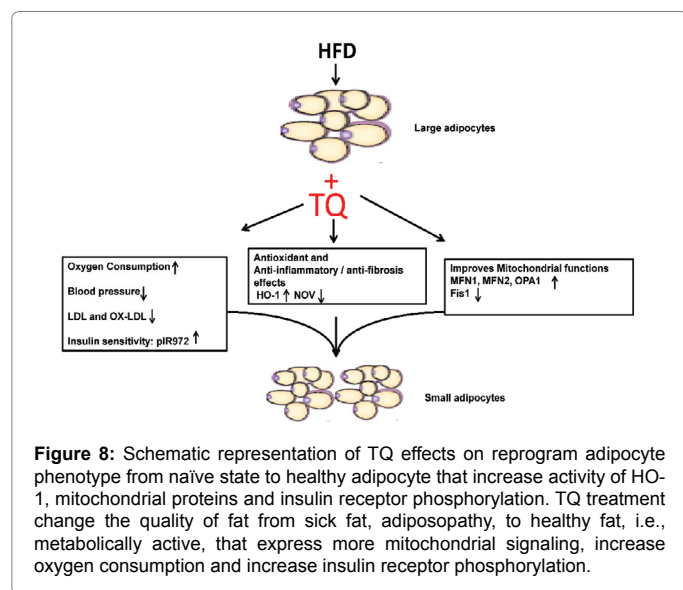 HFD
Large adipocytes
+
TQ
Oxygen Consumption ↑
Blood pressure ↓
LDL and OX-LDL ↓
Insulin sensitivity: pIR972 ↑
Antioxidant and
Anti-inflammatory / anti-fibrosis
effects
HO-1 ↑ NOV ↓
Improves Mitochondrial functions
MFN1, MFN2, OPA1 ↑
Fis1 ↓
Small adipocytes
Figure 8: Schematic representation of TQ effects on reprogram adipocyte
phenotype from naïve state to healthy adipocyte that increase activity of HO-
1, mitochondrial proteins and insulin receptor phosphorylation. TQ treatment
change the quality of fat from sick fat, adiposopathy, to healthy fat, i.e.,
metabolically active, that express more mitochondrial signaling, increase
oxygen consumption and increase insulin receptor phosphorylation.